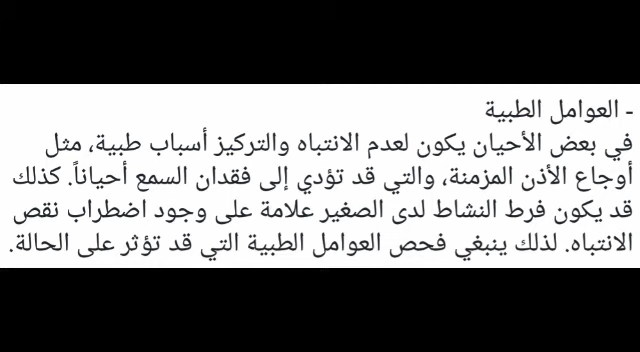 - العوامل الطبية
في بعض الأحيان يكون لعدم الانتباه والتركيز أسباب طبية، مثل
أوجاع الأذن المزمنة، والتي قد تؤدي إلى فقدان السمع أحياناً. كذلك
قد يكون فرط النشاط لدى الصغير علامة على وجود اضطراب نقص
الانتباه. لذلك ينبغي فحص العوامل الطبية التي قد تؤثر على الحالة.